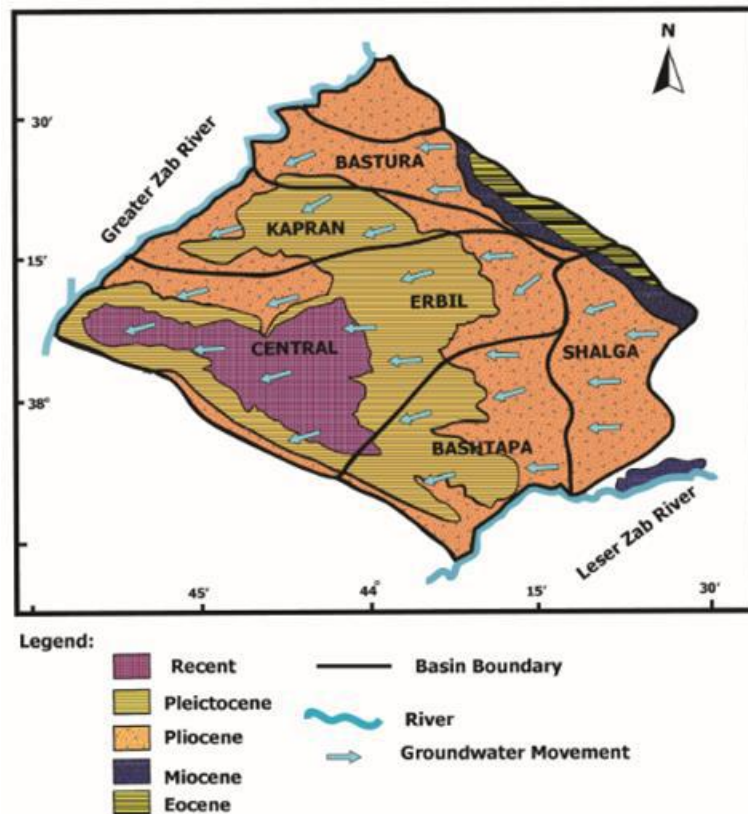 N
30′
BASTURA
Greater Zab River
KAPRAN
15′
ERBIL
CENTRAL
SHALGA
38°
BASHTAPA
Leser Zab River
45′
44°
15′
30′
Legend:
Recent
Basin Boundary
Pleictocene
River
Pliocene
Groundwater Movement
Miocene
Eocene